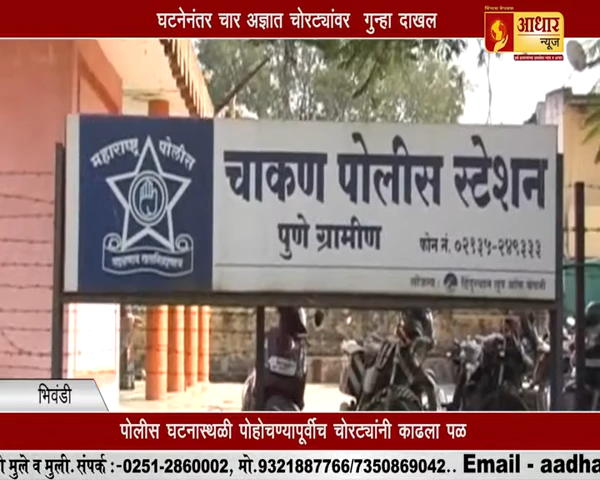 घटनेनंतर चार अज्ञात चोरट्यांवर गुन्हा दाखल
आधार
न्यूज
महाराष्ट्र पोलीस
चाकण पोलीस स्टेशन
पुणे ग्रामीण
फोन नं. ०२१३५-२४९३३३
भिवंडी
पोलीस घटनास्थळी पोहोचण्यापूर्वीच चोरट्यांनी काढला पळ
ी मुले व मुली. संपर्क :-0251-2860002, मो.9321887766/7350869042.. Email - aadha